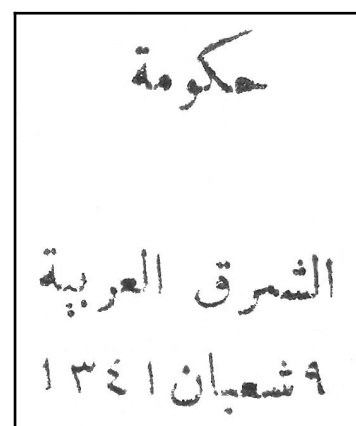 حكومة
الشرق العربية
٩ شعبان ١٣٤١